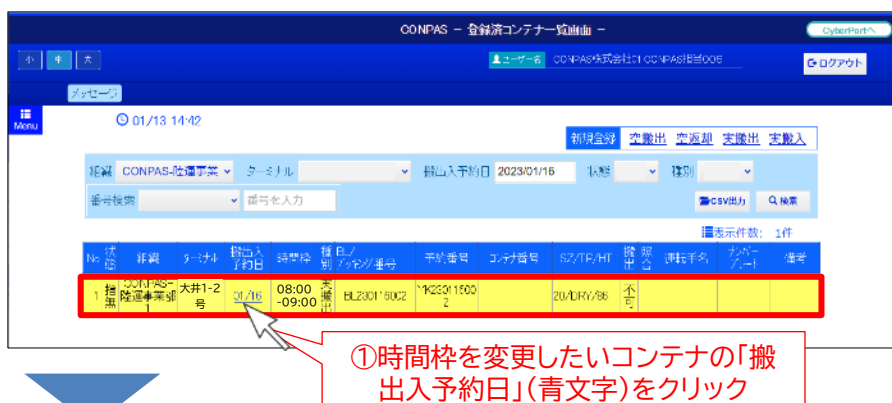 CONPAS － 登録済コンテナ一覧画面 －
CyberPortへ
小 中 大
ユーザー名 CONPAS株式会社01 CONPAS担当006
ログアウト
メッセージ
Menu
01/13 14:42
新規登録 空搬出 空返却 実搬出 実搬入
組織 CONPAS-陸運事業 ターミナル 搬出入予約日 2023/01/16 状態 種別
番号検索 番号を入力 CSV出力 検索
表示件数: 1件
No 状態 組織 ターミナル 搬出入予約日 時間枠 種別 BL/ブッキング番号 予約番号 コンテナ番号 SZ/TP/HT 搬出 照合 運転手名 ナンバープレート 備考
1 指無 CONPAS-陸運事業部1 大井1-2号 01/16 08:00-09:00 実搬出 BL230116002 20/DRY/86 不可
①時間枠を変更したいコンテナの「搬
出入予約日」(青文字)をクリック